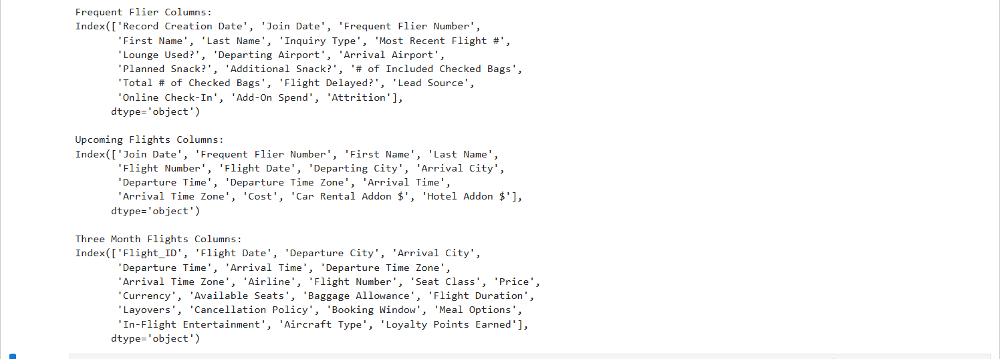 Frequent Flier Columns:
Index(['Record Creation Date', 'Join Date', 'Frequent Flier Number',
'First Name', 'Last Name', 'Inquiry Type', 'Most Recent Flight #',
'Lounge Used?', 'Departing Airport', 'Arrival Airport',
'Planned Snack?', 'Additional Snack?', '# of Included Checked Bags',
'Total # of Checked Bags', 'Flight Delayed?', 'Lead Source',
'Online Check-In', 'Add-On Spend', 'Attrition'],
dtype='object')
Upcoming Flights Columns:
Index(['Join Date', 'Frequent Flier Number', 'First Name', 'Last Name',
'Flight Number', 'Flight Date', 'Departing City', 'Arrival City',
'Departure Time', 'Departure Time Zone', 'Arrival Time',
'Arrival Time Zone', 'Cost', 'Car Rental Addon $', 'Hotel Addon $'],
dtype='object')
Three Month Flights Columns:
Index(['Flight_ID', 'Flight Date', 'Departure City', 'Arrival City',
'Departure Time', 'Arrival Time', 'Departure Time Zone',
'Arrival Time Zone', 'Airline', 'Flight Number', 'Seat Class', 'Price',
'Currency', 'Available Seats', 'Baggage Allowance', 'Flight Duration',
'Layovers', 'Cancellation Policy', 'Booking Window', 'Meal Options',
'In-Flight Entertainment', 'Aircraft Type', 'Loyalty Points Earned'],
dtype='object')